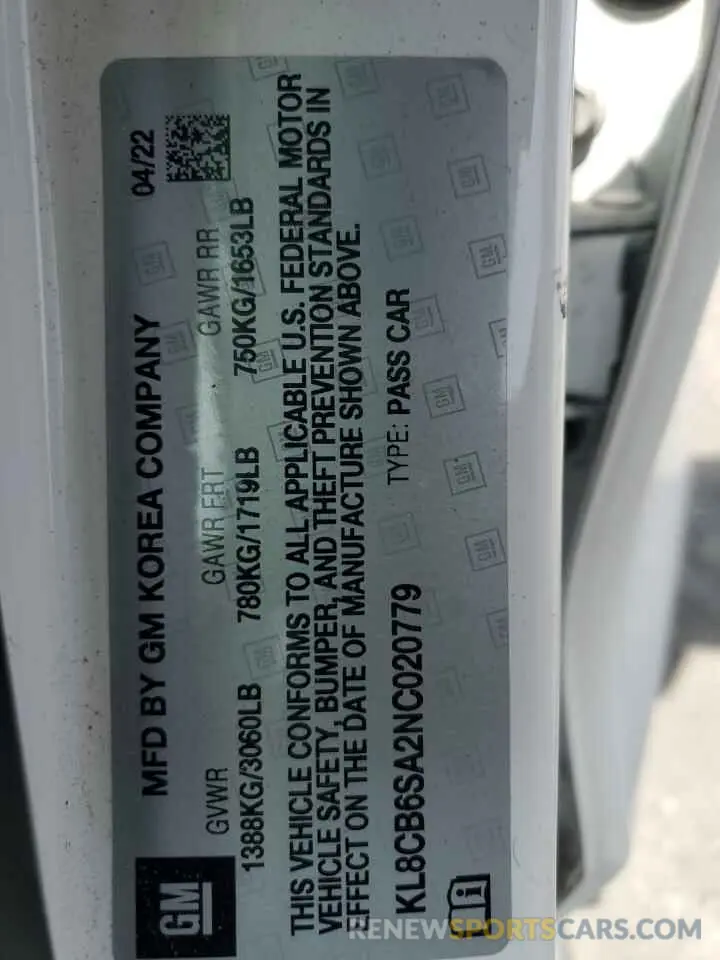 MFD BY GM KOREA COMPANY 04/22
GVWR GAWR FRT GAWR RR
1388KG/3060LB 780KG/1719LB 750KG/1653LB
THIS VEHICLE CONFORMS TO ALL APPLICABLE U.S. FEDERAL MOTOR
VEHICLE SAFETY, BUMPER, AND THEFT PREVENTION STANDARDS IN
EFFECT ON THE DATE OF MANUFACTURE SHOWN ABOVE.
KL8CB6SA2NC020779 TYPE: PASS CAR
GM
RENEWSPORTSCARS.COM